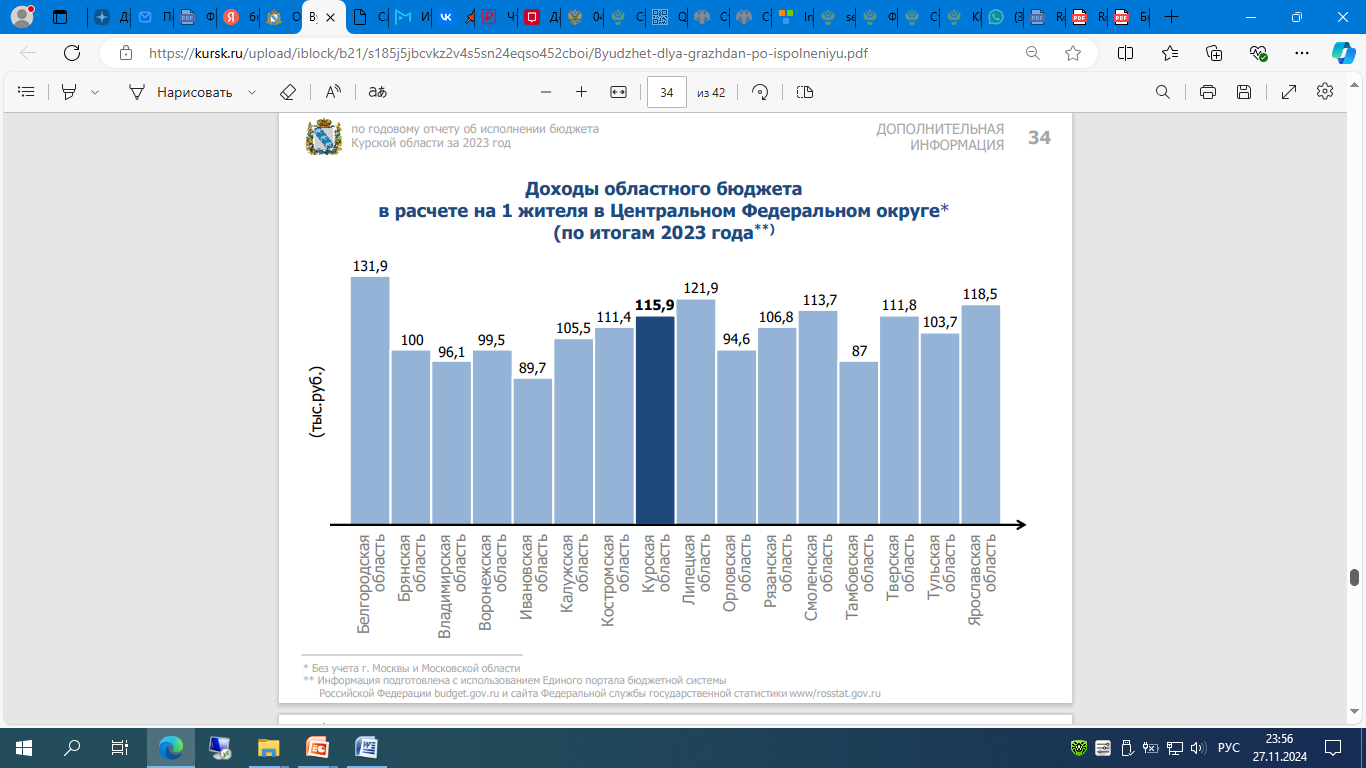 https://kursk.ru/upload/iblock/b21/s185j5jbcvkz2v4s5sn24eqso452cboi/Byudzhet-dlya-grazhdan-po-ispolneniyu.pdf
Нарисовать
34 из 42
по годовому отчету об исполнении бюджета
Курской области за 2023 год
ДОПОЛНИТЕЛЬНАЯ
ИНФОРМАЦИЯ
34
Доходы областного бюджета
в расчете на 1 жителя в Центральном Федеральном округе*
(по итогам 2023 года**)
(тыс.руб.)
131,9
100
96,1
99,5
89,7
105,5
111,4
115,9
121,9
94,6
106,8
113,7
87
111,8
103,7
118,5
Белгородская
область
Брянская
область
Владимирская
область
Воронежская
область
Ивановская
область
Калужская
область
Костромская
область
Курская
область
Липецкая
область
Орловская
область
Рязанская
область
Смоленская
область
Тамбовская
область
Тверская
область
Тульская
область
Ярославская
область
* Без учета г. Москвы и Московской области
** Информация подготовлена с использованием Единого портала бюджетной системы
Российской Федерации budget.gov.ru и сайта Федеральной службы государственной статистики www/rosstat.gov.ru
РУС
23:56
27.11.2024